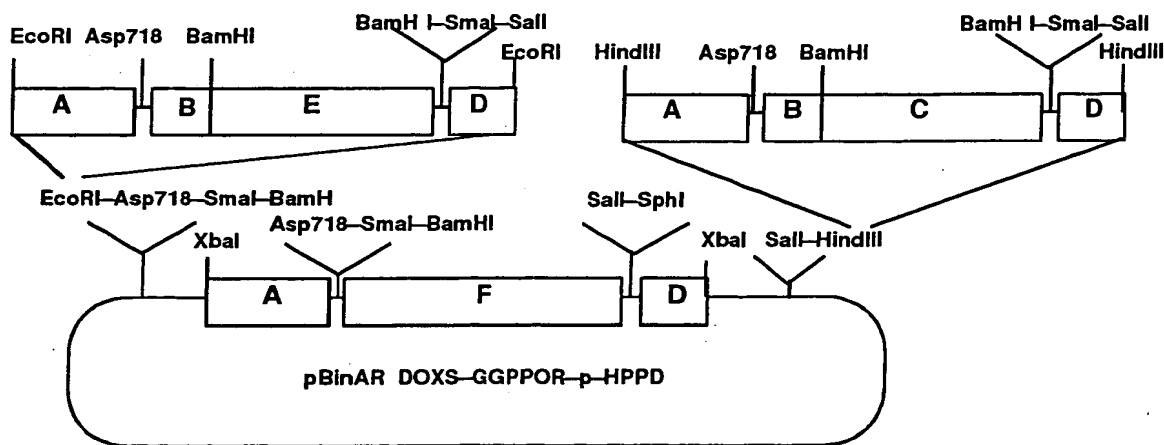 BamH I–SmaI–SalI
BamH I–SmaI–SalI
EcoRI Asp718 BamHI
EcoRI
HindIII Asp718 BamHI
HindIII
A B E D
A B C D
EcoRI–Asp718–SmaI–BamH
SalI–SphI
Asp718–SmaI–BamHI
XbaI
XbaI
SalI–HindIII
A F D
pBinAR DOXS–GGPPOR–p–HPPD